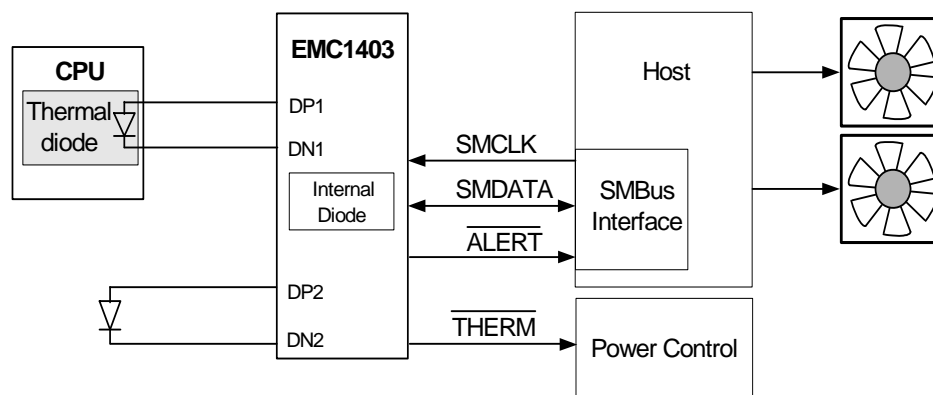 EMC1403
CPU
Thermal
diode
DP1
DN1
Internal
Diode
DP2
DN2
SMCLK
SMDATA
ALERT
THERM
Host
SMBus
Interface
Power Control